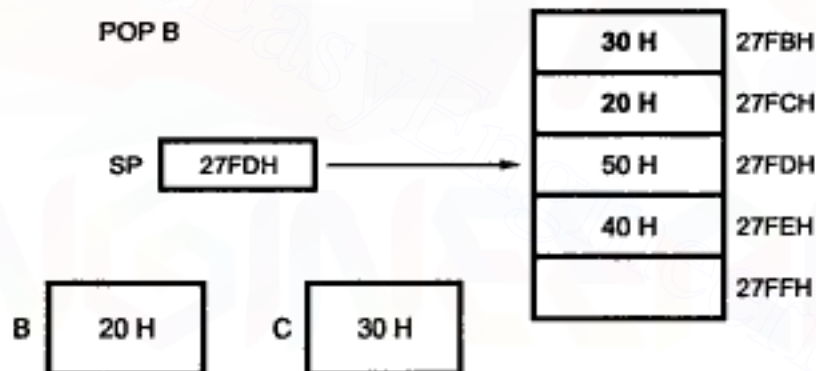 POP B
30 H 27FBH
20 H 27FCH
SP 27FDH 50 H 27FDH
40 H 27FEH
27FFH
B 20 H C 30 H